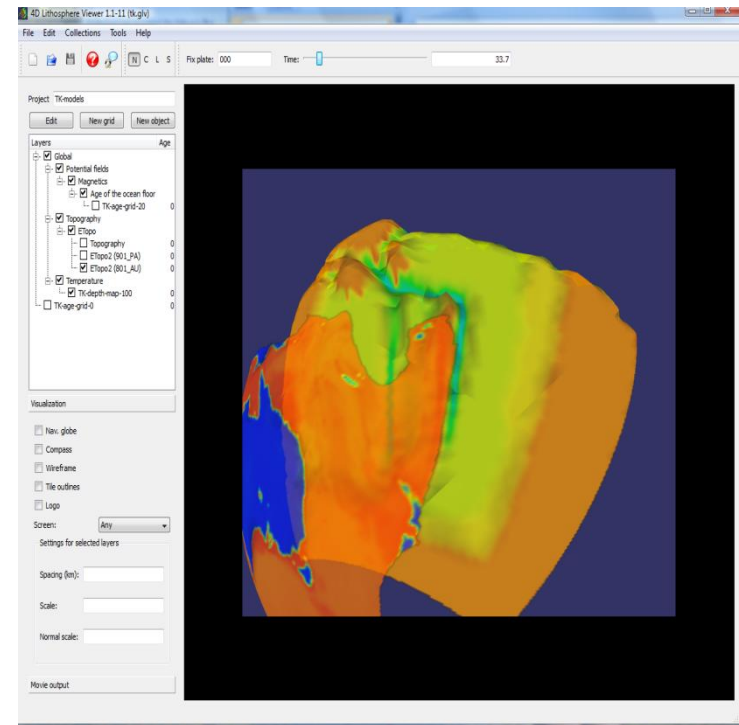 4D Lithosphere Viewer 1.1-11 (tk.glv)
File Edit Collections Tools Help
N C L S Fix plate: 000 Time: 33.7
Project TK-models
Edit New grid New object
Layers Age
Global
Potential fields
Magnetics
Age of the ocean floor
TK-age-grid-20 0
Topography
ETopo
Topography 0
ETopo2 (901_PA) 0
ETopo2 (801_AU) 0
Temperature
TK-depth-map-100 0
TK-age-grid-0 0
Visualization
Nav. globe
Compass
Wireframe
Tile outlines
Logo
Screen: Any
Settings for selected layers
Spacing (km):
Scale:
Normal scale:
Movie output